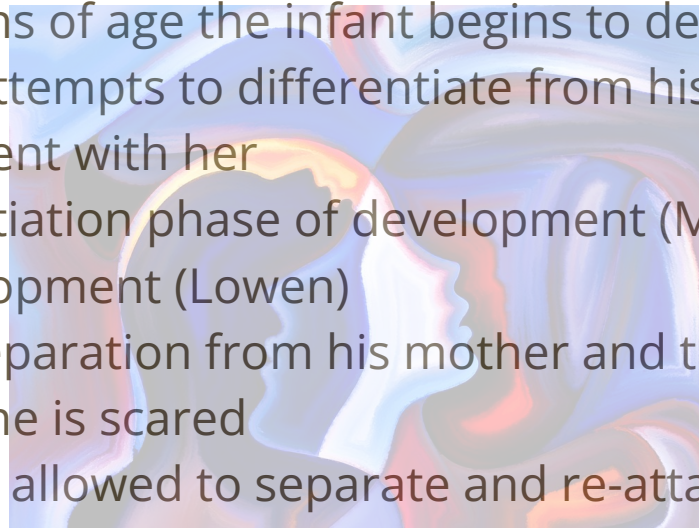 ns of age the infant begins to de
ttempts to differentiate from his
ent with her
tiation phase of development (M
opment (Lowen)
paration from his mother and t
he is scared
allowed to separate and re-atta